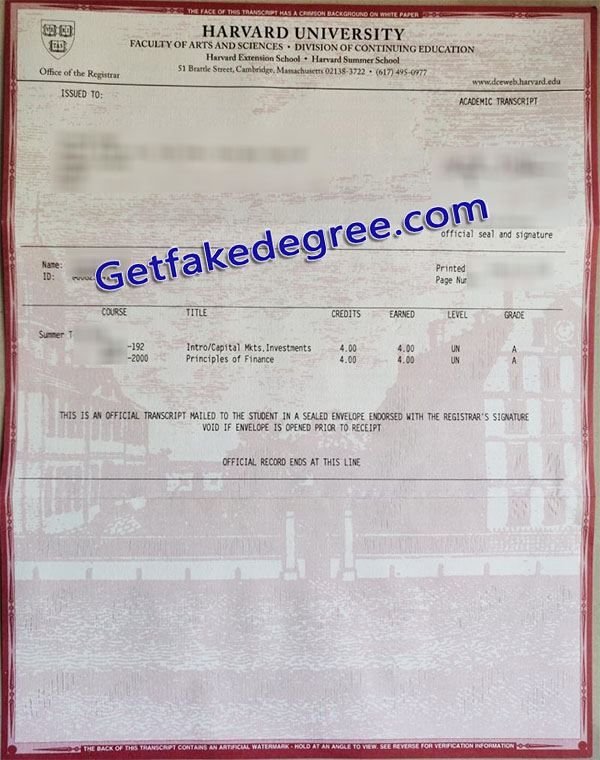 THE FACE OF THIS TRANSCRIPT HAS A CRIMSON BACKGROUND ON WHITE PAPER
HARVARD UNIVERSITY
FACULTY OF ARTS AND SCIENCES • DIVISION OF CONTINUING EDUCATION
Harvard Extension School • Harvard Summer School
51 Brattle Street, Cambridge, Massachusetts 02138-3722 • (617) 495-0977
Office of the Registrar
www.dceweb.harvard.edu
ISSUED TO:
ACADEMIC TRANSCRIPT
Getfakedegree.com
official seal and signature
Name:
Printed
ID:
Page Num
COURSE TITLE CREDITS EARNED LEVEL GRADE
Summer T
-192 Intro/Capital Mkts.Investments 4.00 4.00 UN A
-2000 Principles of Finance 4.00 4.00 UN A
THIS IS AN OFFICIAL TRANSCRIPT MAILED TO THE STUDENT IN A SEALED ENVELOPE ENDORSED WITH THE REGISTRAR'S SIGNATURE
VOID IF ENVELOPE IS OPENED PRIOR TO RECEIPT
OFFICIAL RECORD ENDS AT THIS LINE
THE BACK OF THIS TRANSCRIPT CONTAINS AN ARTIFICIAL WATERMARK - HOLD AT AN ANGLE TO VIEW. SEE REVERSE FOR VERIFICATION INFORMATION